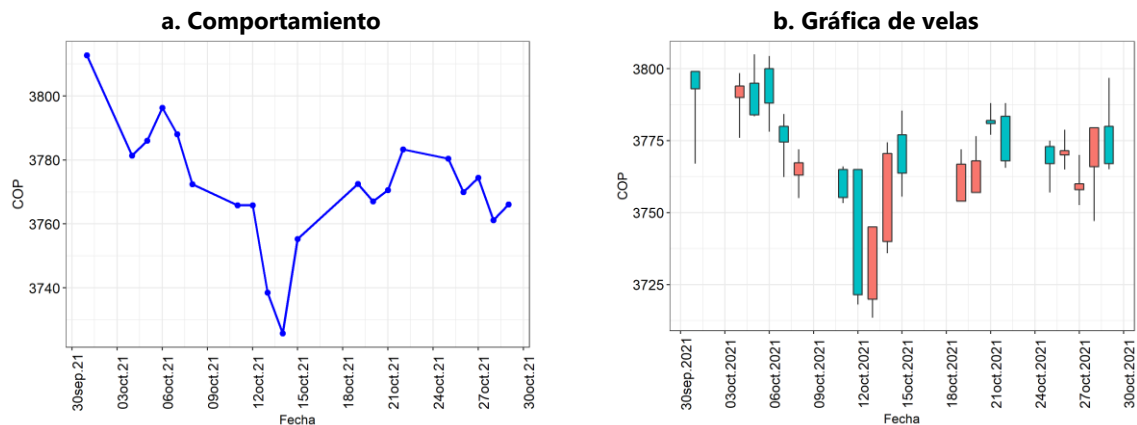 a. Comportamiento
3800
3780
3760
3740
COP
30sep.21
03oct.21
06oct.21
09oct.21
12oct.21
15oct.21
18oct.21
21oct.21
24oct.21
27oct.21
30oct.21
Fecha
b. Gráfica de velas
3800
3775
3750
3725
COP
30sep.2021
03oct.2021
06oct.2021
09oct.2021
12oct.2021
15oct.2021
18oct.2021
21oct.2021
24oct.2021
27oct.2021
30oct.2021
Fecha